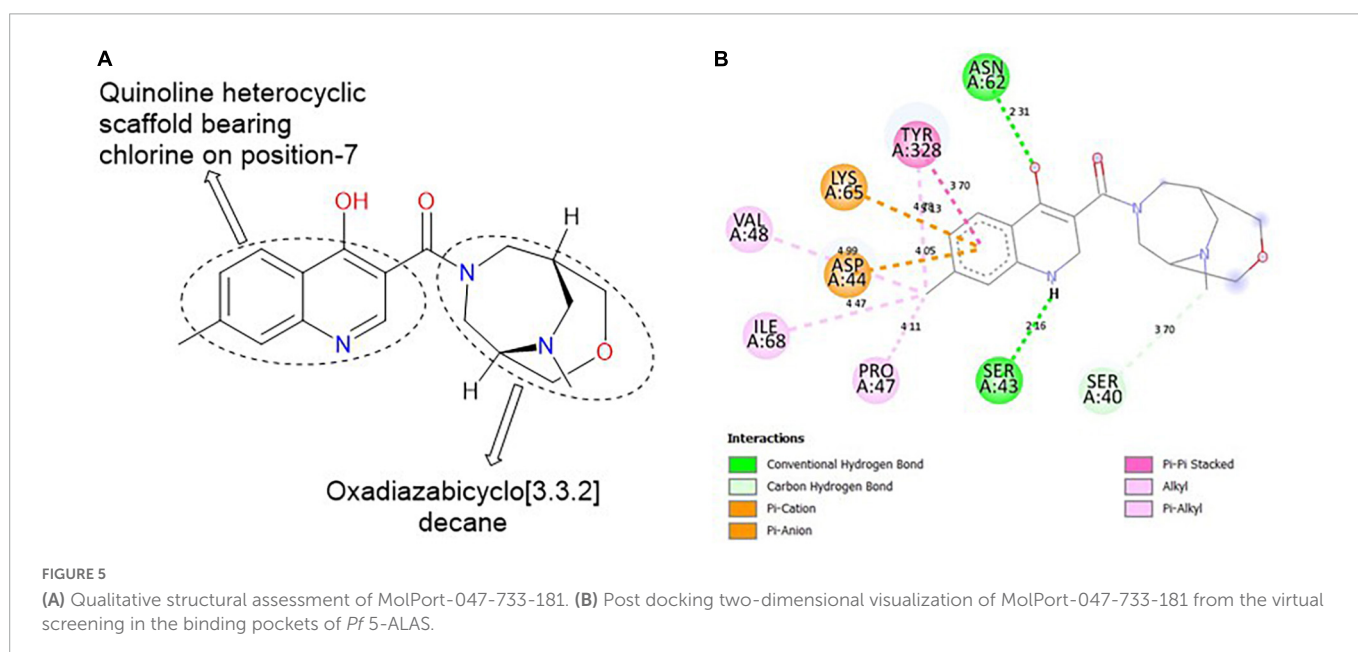 A
Quinoline heterocyclic
scaffold bearing
chlorine on position-7
OH
O
H
N
N
N
O
H
Oxadiazabicyclo[3.3.2]
decane
B
ASN
A:62
2 31
TYR
A:328
3 70
LYS
A:65
VAL
A:48
4 99
4 05
ASP
A:44
4 47
ILE
A:68
4 11
PRO
A:47
N
H
2 16
SER
A:43
N
N
O
3 70
SER
A:40
Interactions
Conventional Hydrogen Bond
Carbon Hydrogen Bond
Pi-Cation
Pi-Anion
Pi-Pi Stacked
Alkyl
Pi-Alkyl
FIGURE 5
(A) Qualitative structural assessment of MolPort-047-733-181. (B) Post docking two-dimensional visualization of MolPort-047-733-181 from the virtual
screening in the binding pockets of Pf 5-ALAS.